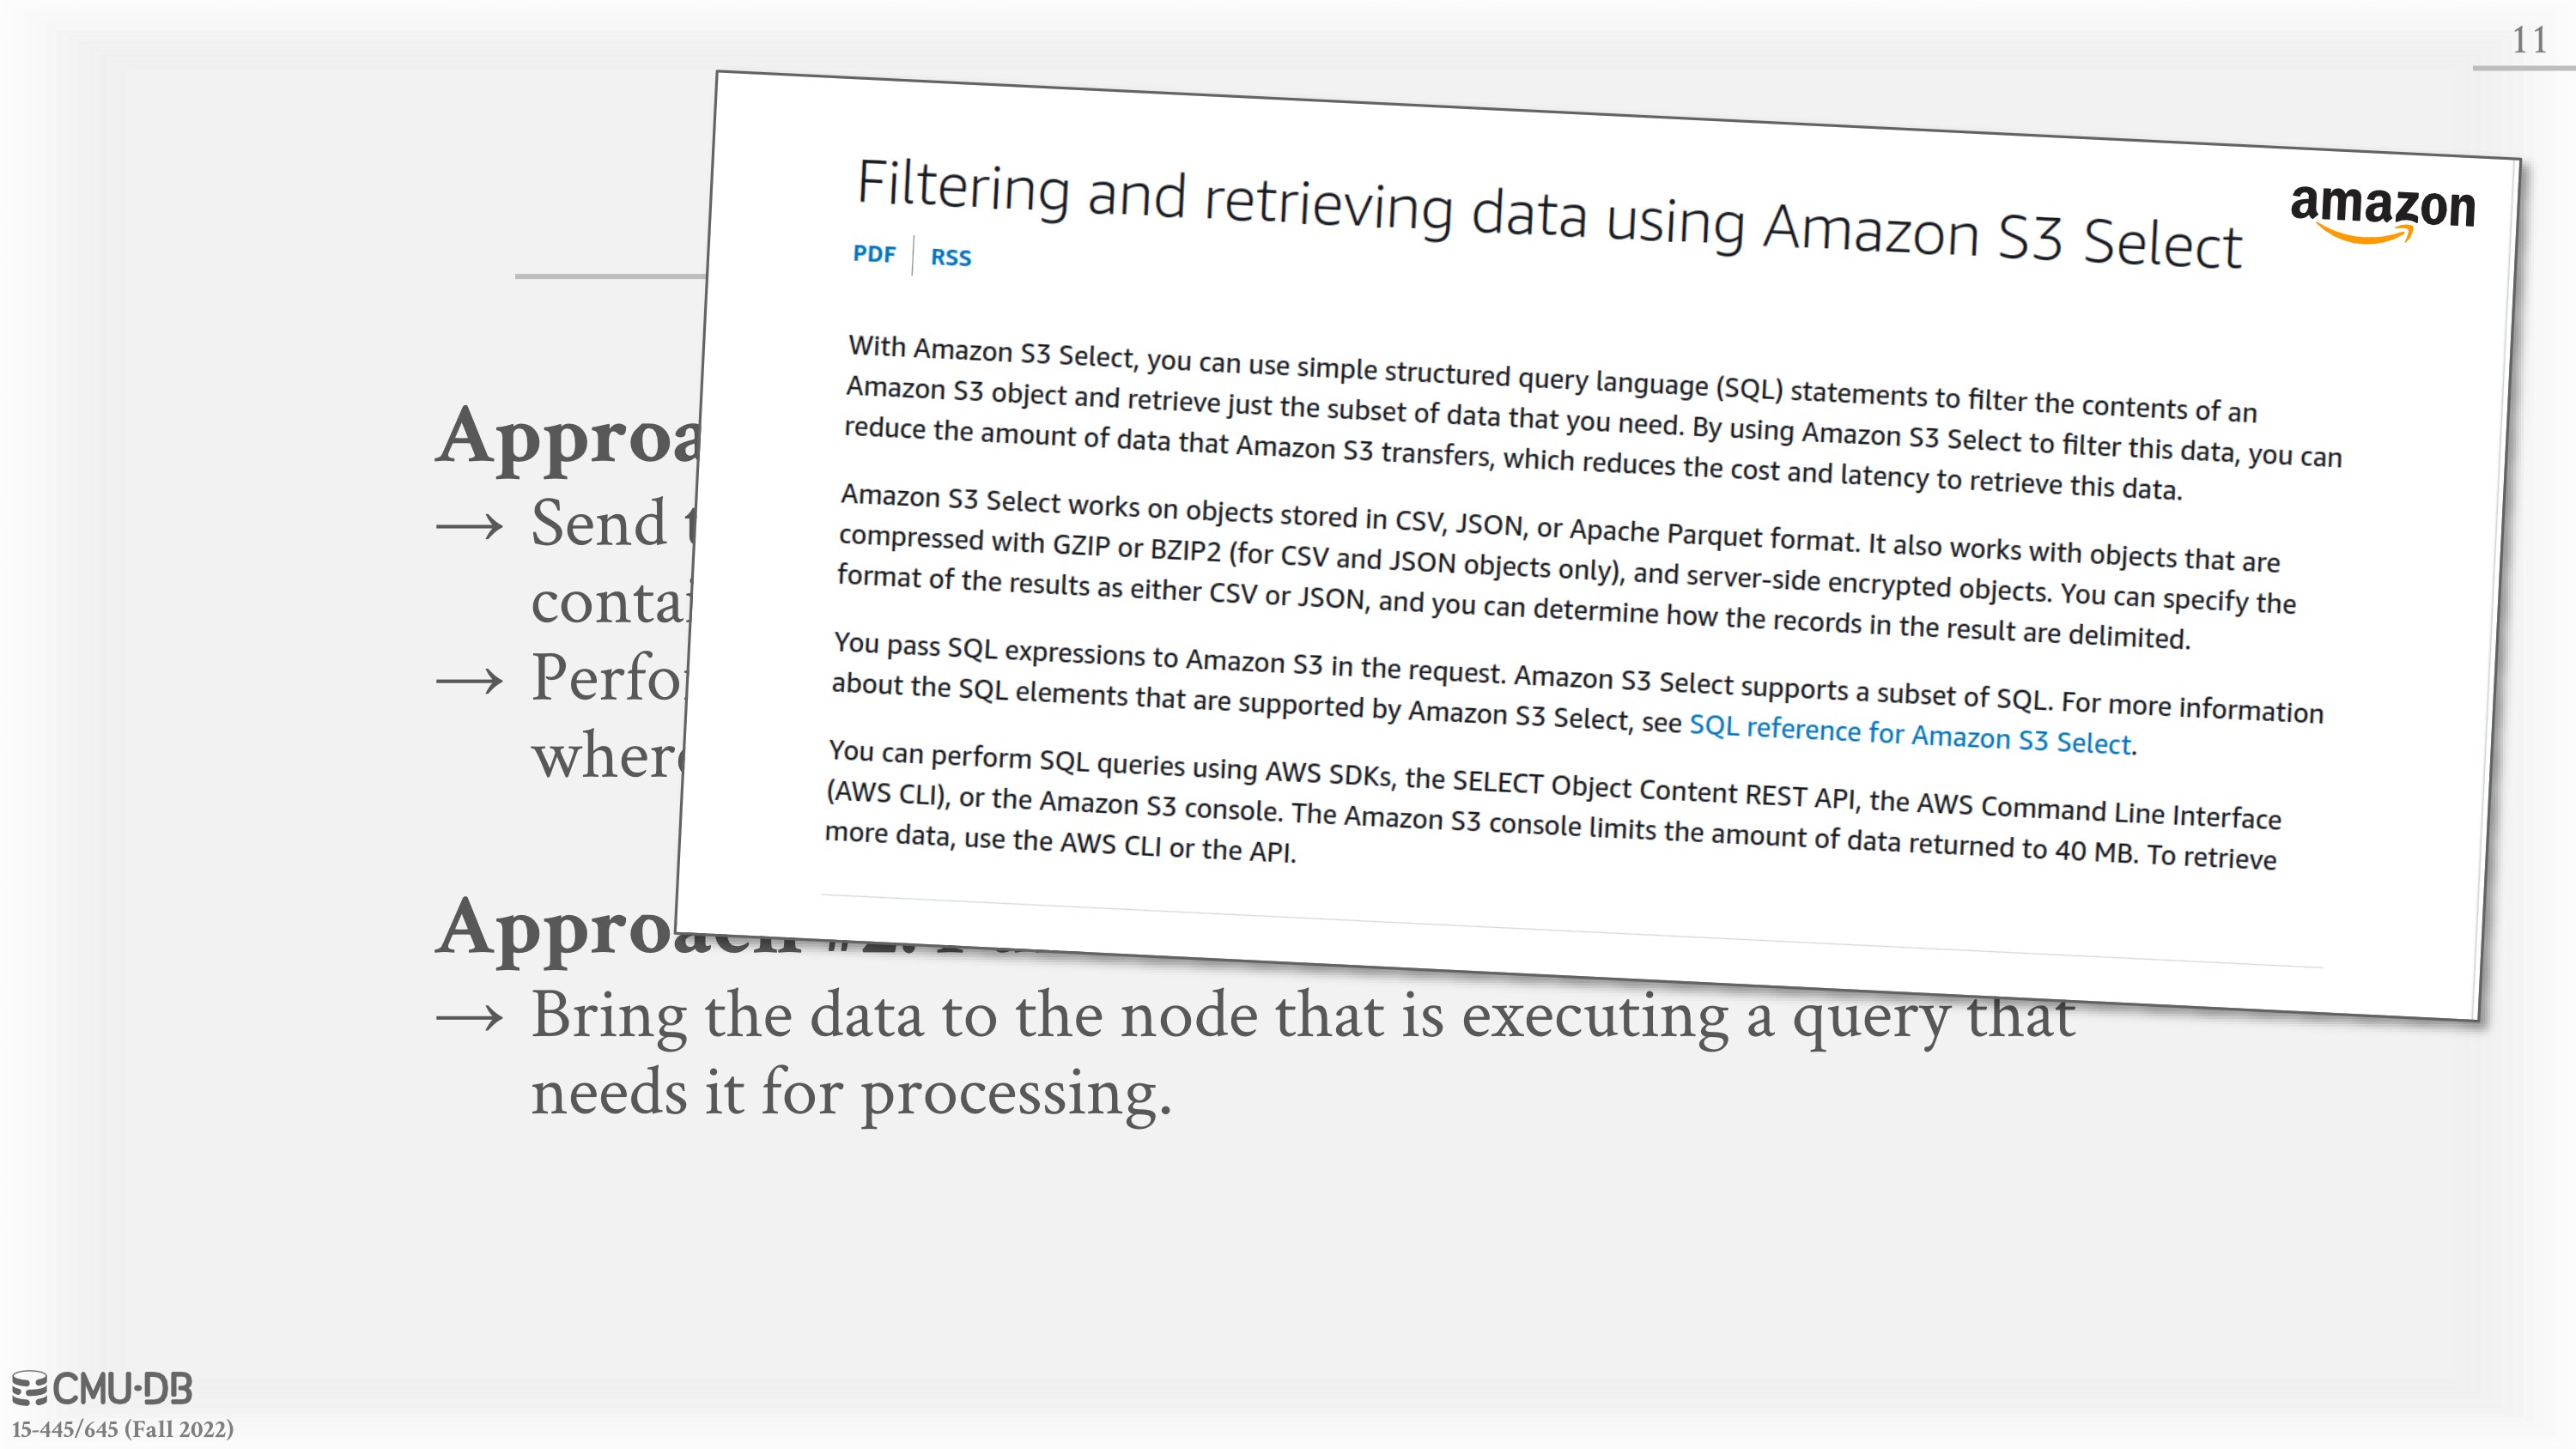 11
Filtering and retrieving data using Amazon S3 Select
amazon
PDF | RSS
With Amazon S3 Select, you can use simple structured query language (SQL) statements to filter the contents of an
Amazon S3 object and retrieve just the subset of data that you need. By using Amazon S3 Select to filter this data, you can
reduce the amount of data that Amazon S3 transfers, which reduces the cost and latency to retrieve this data.
Amazon S3 Select works on objects stored in CSV, JSON, or Apache Parquet format. It also works with objects that are
compressed with GZIP or BZIP2 (for CSV and JSON objects only), and server-side encrypted objects. You can specify the
format of the results as either CSV or JSON, and you can determine how the records in the result are delimited.
You pass SQL expressions to Amazon S3 in the request. Amazon S3 Select supports a subset of SQL. For more information
about the SQL elements that are supported by Amazon S3 Select, see SQL reference for Amazon S3 Select.
You can perform SQL queries using AWS SDKs, the SELECT Object Content REST API, the AWS Command Line Interface
(AWS CLI), or the Amazon S3 console. The Amazon S3 console limits the amount of data returned to 40 MB. To retrieve
more data, use the AWS CLI or the API.
→ Send
Approach #2:
→ Bring the data to the node that is executing a query that
needs it for processing.
CMU·DB
15-445/645 (Fall 2022)